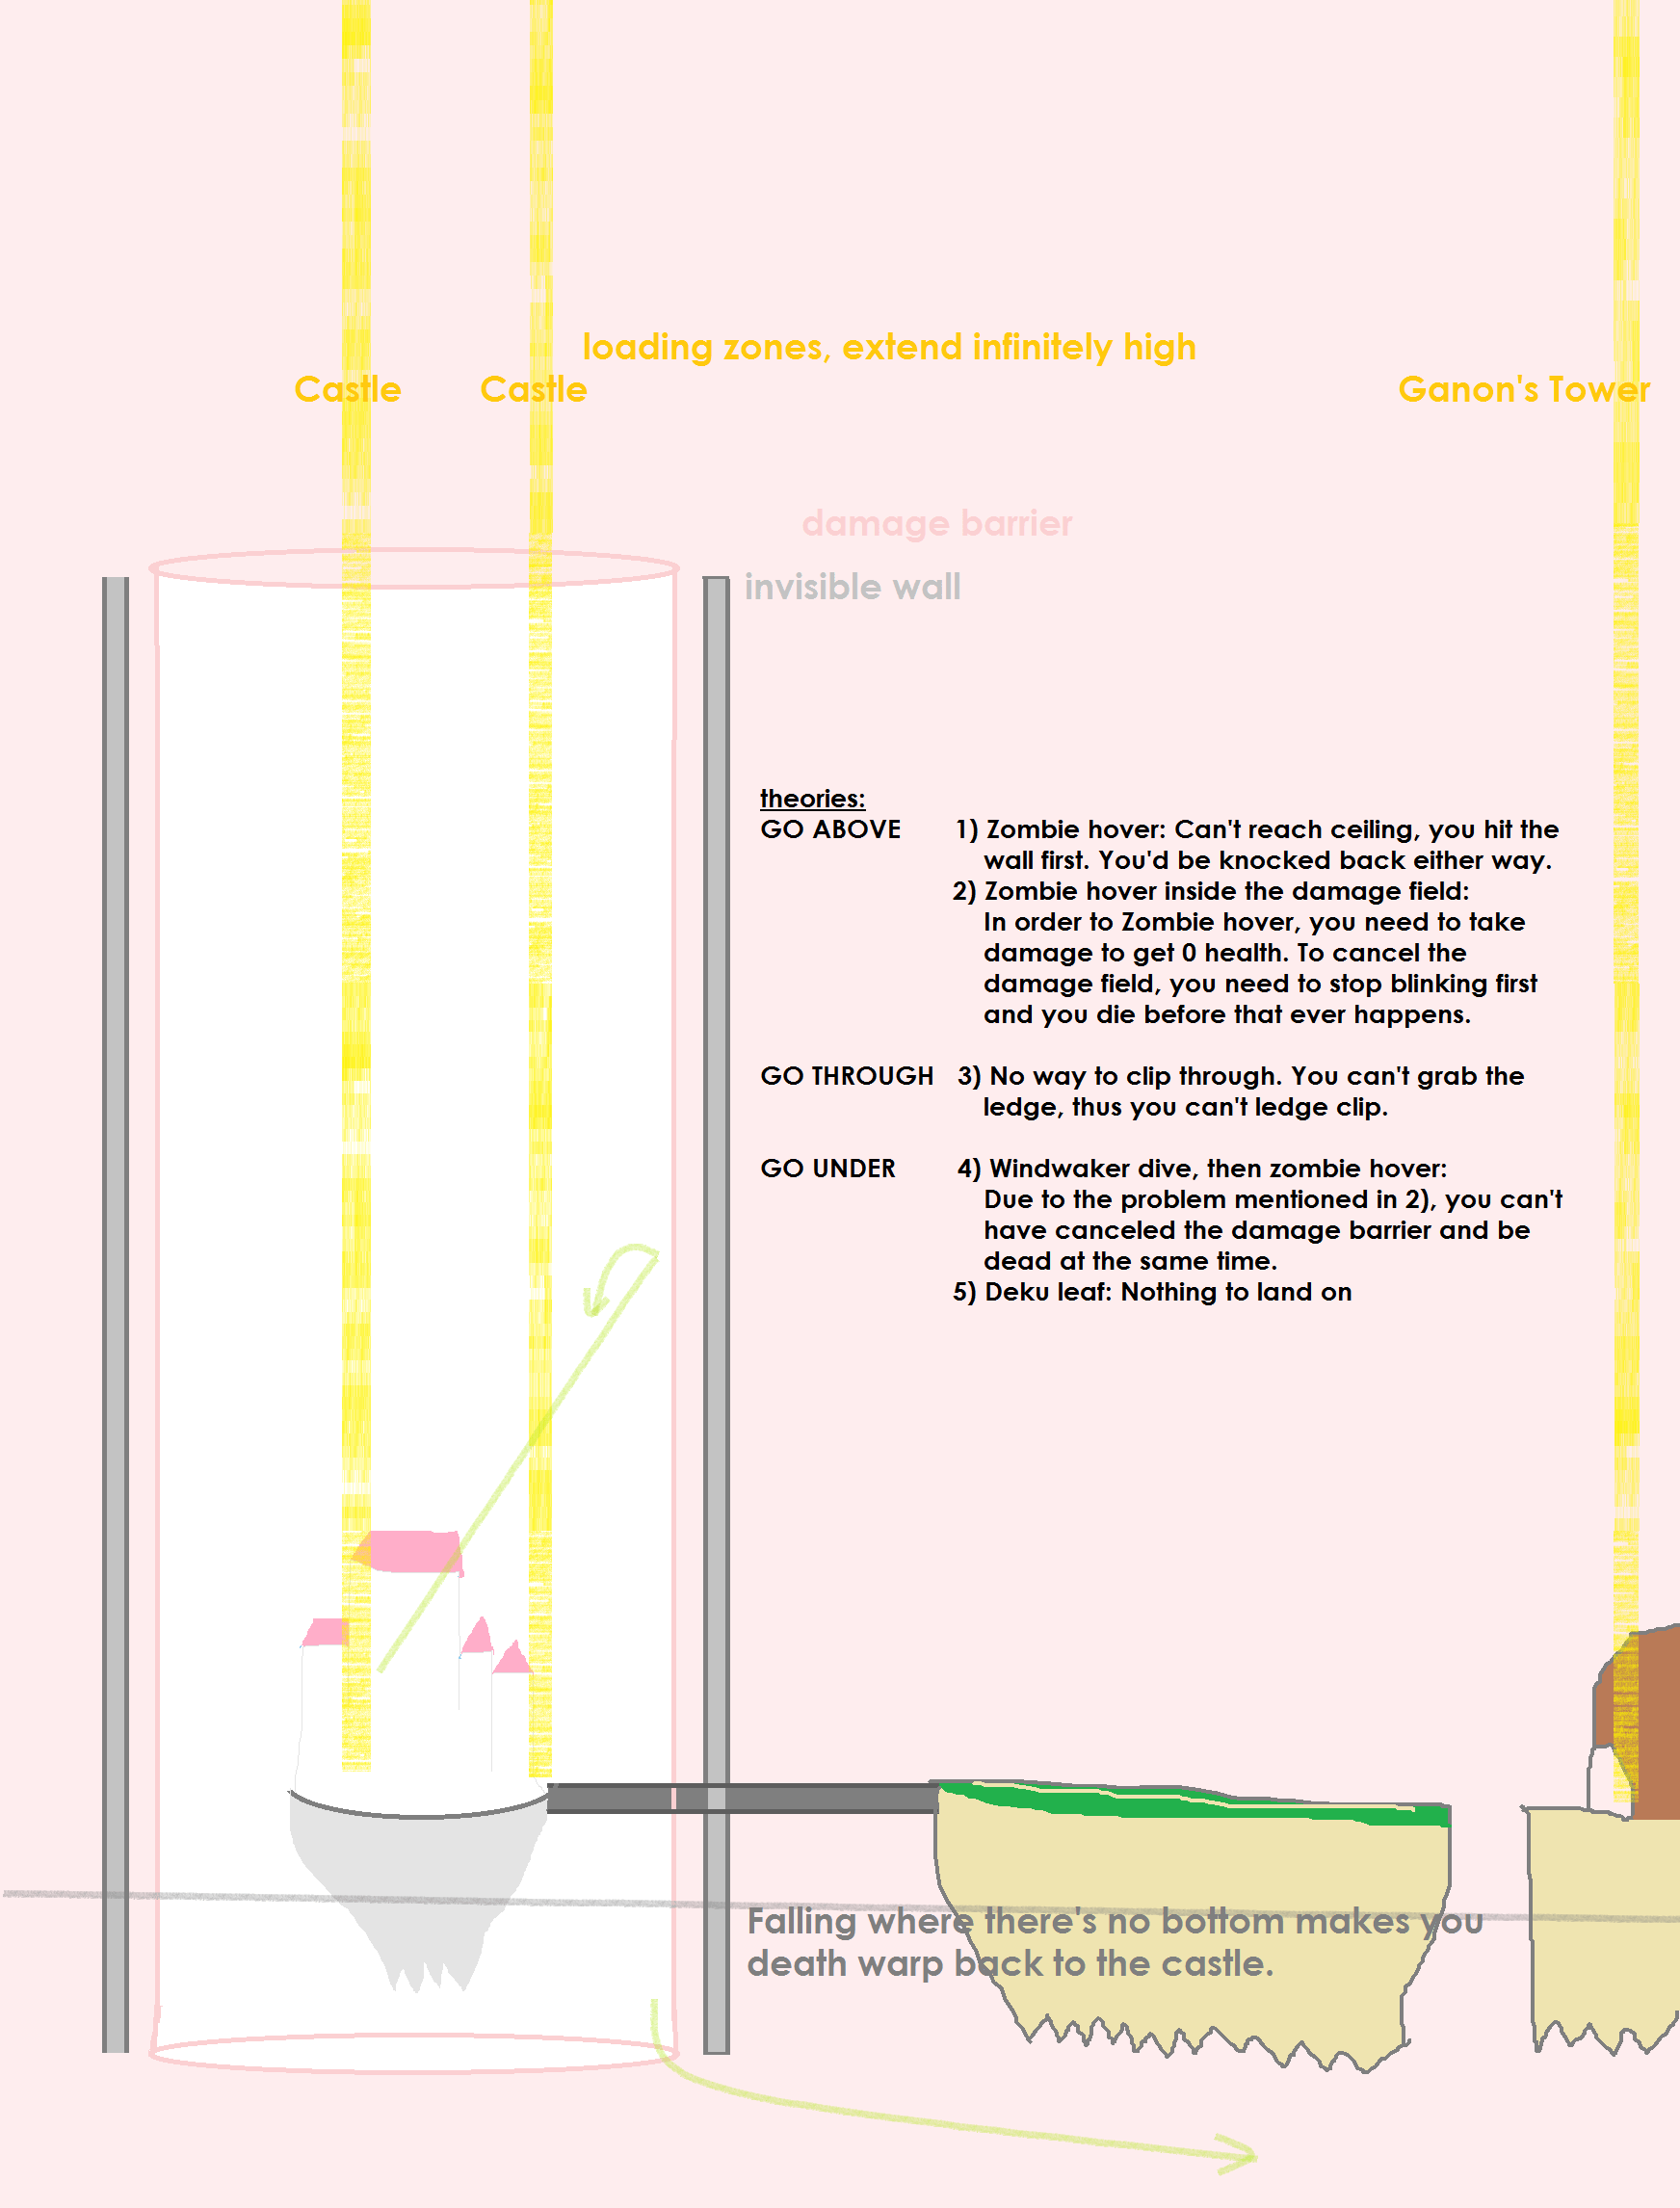 loading zones, extend infinitely high
Castle Castle Ganon's Tower
damage barrier
invisible wall
theories:
GO ABOVE 1) Zombie hover: Can't reach ceiling, you hit the
wall first. You'd be knocked back either way.
2) Zombie hover inside the damage field:
In order to Zombie hover, you need to take
damage to get 0 health. To cancel the
damage field, you need to stop blinking first
and you die before that ever happens.
GO THROUGH 3) No way to clip through. You can't grab the
ledge, thus you can't ledge clip.
GO UNDER 4) Windwaker dive, then zombie hover:
Due to the problem mentioned in 2), you can't
have canceled the damage barrier and be
dead at the same time.
5) Deku leaf: Nothing to land on
Falling where there's no bottom makes you
death warp back to the castle.